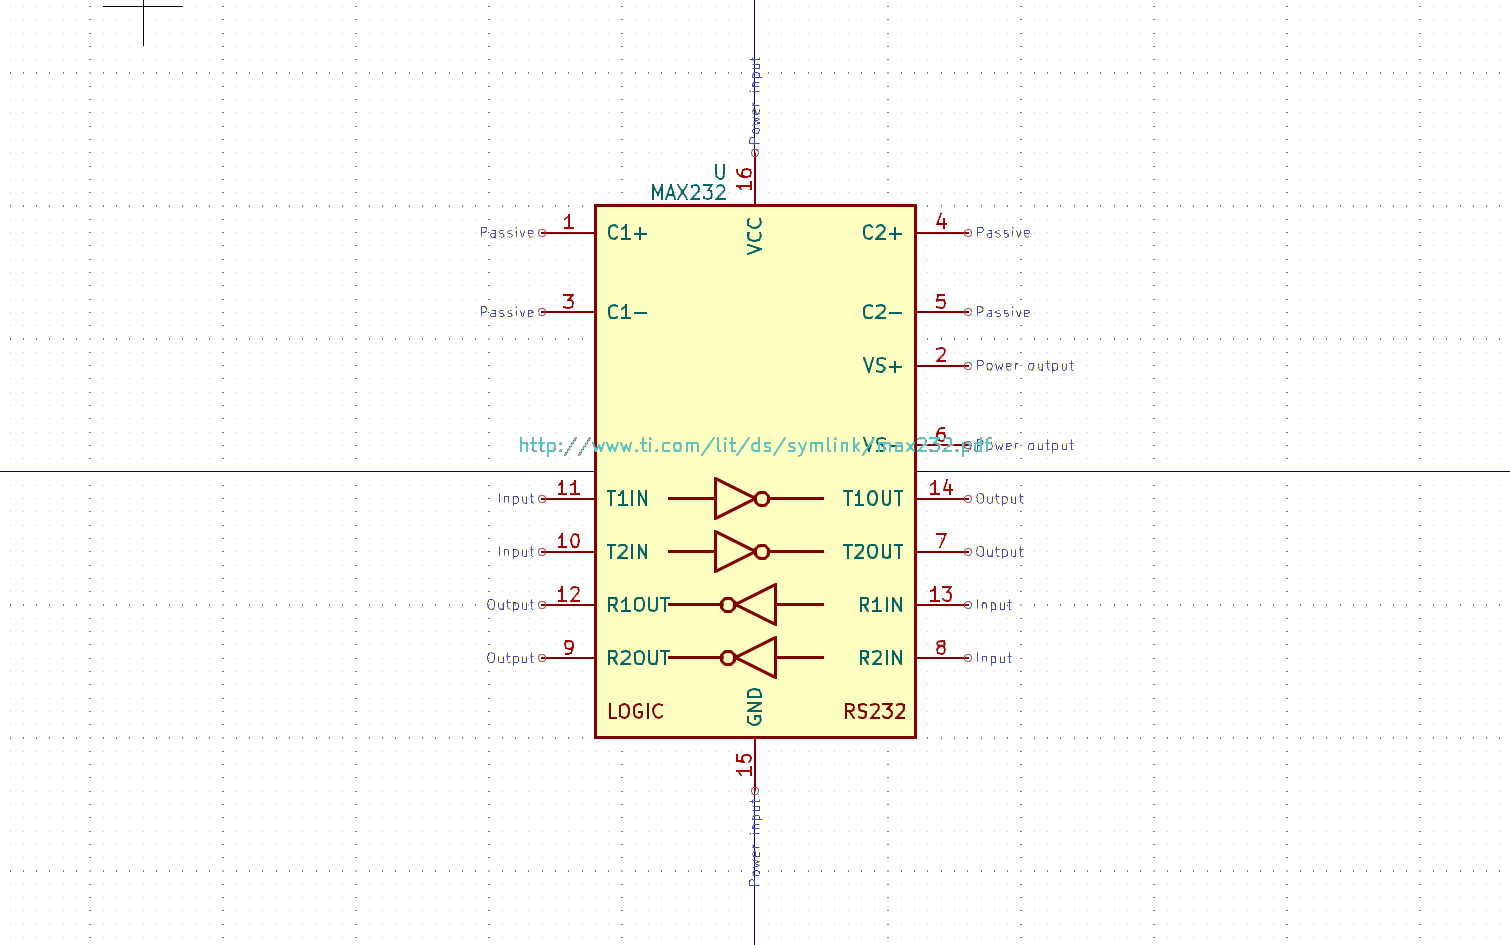 Power input
U
16
MAX232
Passive 1 C1+ VCC C2+ 4 Passive
Passive 3 C1- C2- 5 Passive
VS+ 2 Power output
http://www.ti.com/lit/ds/symlink/max232.pdf
VS- 6 Power output
Input 11 T1IN T1OUT 14 Output
Input 10 T2IN T2OUT 7 Output
Output 12 R1OUT R1IN 13 Input
Output 9 R2OUT R2IN 8 Input
LOGIC GND RS232
15
Power input